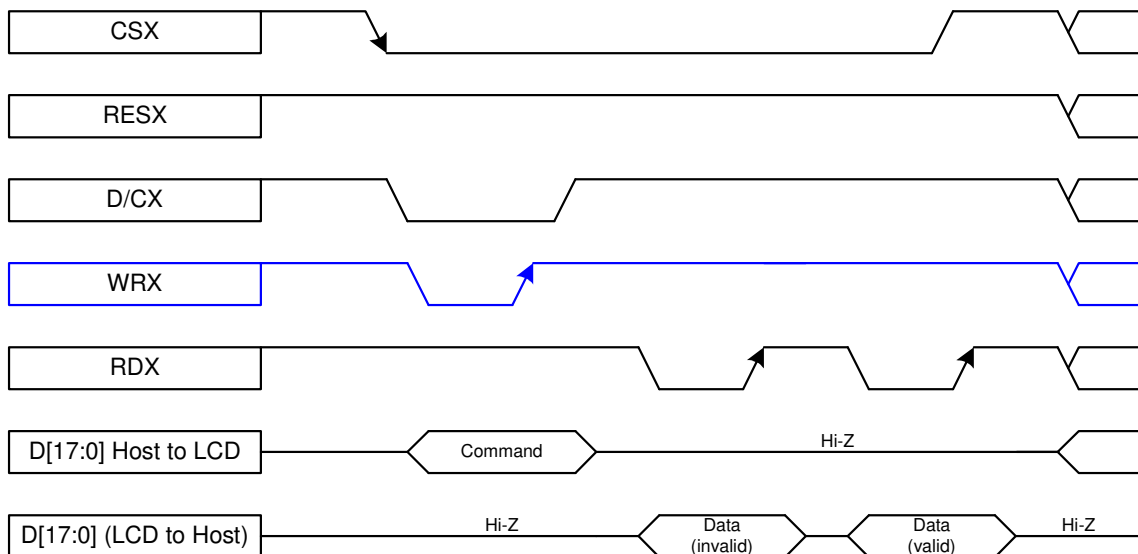 CSX
RESX
D/CX
WRX
RDX
D[17:0] Host to LCD
Command
Hi-Z
D[17:0] (LCD to Host)
Hi-Z
Data
(invalid)
Data
(valid)
Hi-Z